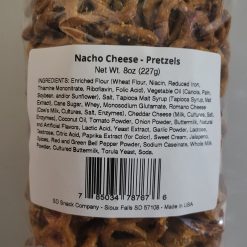 Nacho Cheese - Pretzels
Net Wt. 8oz (227g)
INGREDIENTS: Enriched Flour (Wheat Flour, Niacin, Reduced Iron,
Thiamine Mononitrate, Riboflavin, Folic Acid), Vegetable Oil (Canola, Palm,
Soybean, and/or Sunflower), Salt, Tapioca Malt Syrup (Tapioca Syrup, Malt
Extract), Cane Sugar, Whey, Monosodium Glutamate, Romano Cheese
(Cow's Milk, Cultures, Salt, Enzymes), Cheddar Cheese (Milk, Cultures, Salt,
Enzymes), Coconut Oil, Tomato Powder, Onion Powder, Buttermilk, Natural
and Artificial Flavors, Lactic Acid, Yeast Extract, Garlic Powder, Lactose,
Dextrose, Citric Acid, Paprika Extract (for Color), Sweet Cream, Jalapeno
Spices, Red and Green Bell Pepper Powder, Sodium Caseinate, Whole Milk
Powder, Cultured Buttermilk, Torula Yeast, Soda.
7 85034 78767 6
SD Snack Company - Sioux Falls SD 57108 - Made in USA